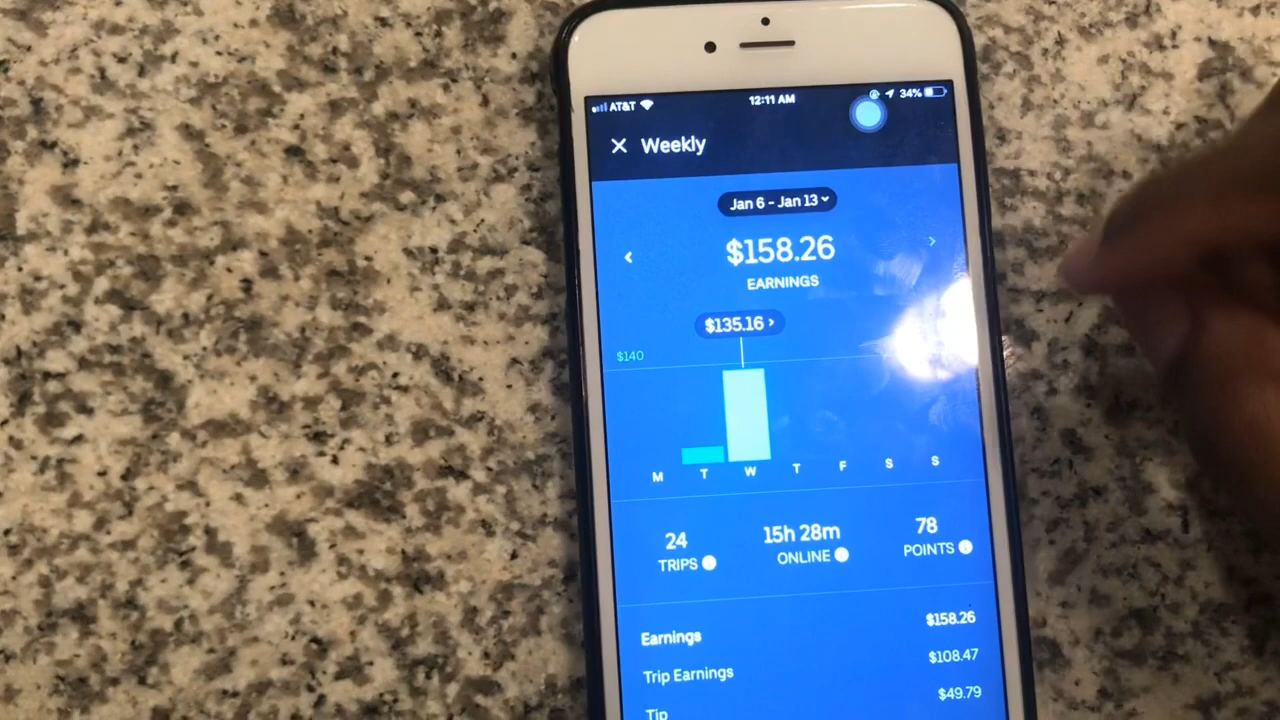 AT&T 12:11 AM 34%
Weekly
Jan 6 - Jan 13
$158.26
EARNINGS
$135.16
$140
M T W T F S S
24 15h 28m 78
TRIPS ONLINE POINTS
Earnings $158.26
Trip Earnings $108.47
Tip $49.79